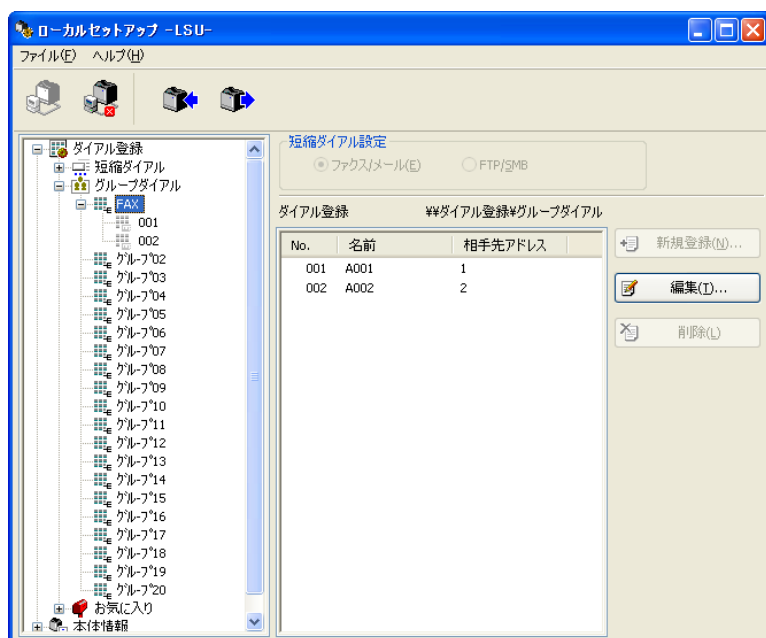 ローカルセットアップ -LSU-
ファイル(F) ヘルプ(H)
ダイアル登録
短縮ダイアル
グループダイアル
FAX
001
002
ｸﾞﾙｰﾌﾟ02
ｸﾞﾙｰﾌﾟ03
ｸﾞﾙｰﾌﾟ04
ｸﾞﾙｰﾌﾟ05
ｸﾞﾙｰﾌﾟ06
ｸﾞﾙｰﾌﾟ07
ｸﾞﾙｰﾌﾟ08
ｸﾞﾙｰﾌﾟ09
ｸﾞﾙｰﾌﾟ10
ｸﾞﾙｰﾌﾟ11
ｸﾞﾙｰﾌﾟ12
ｸﾞﾙｰﾌﾟ13
ｸﾞﾙｰﾌﾟ14
ｸﾞﾙｰﾌﾟ15
ｸﾞﾙｰﾌﾟ16
ｸﾞﾙｰﾌﾟ17
ｸﾞﾙｰﾌﾟ18
ｸﾞﾙｰﾌﾟ19
ｸﾞﾙｰﾌﾟ20
お気に入り
本体情報
短縮ダイアル設定
ファクス/メール(E) FTP/SMB
ダイアル登録 ¥¥ダイアル登録¥グループダイアル
No. 名前 相手先アドレス
001 A001 1
002 A002 2
新規登録(N)...
編集(I)...
削除(L)